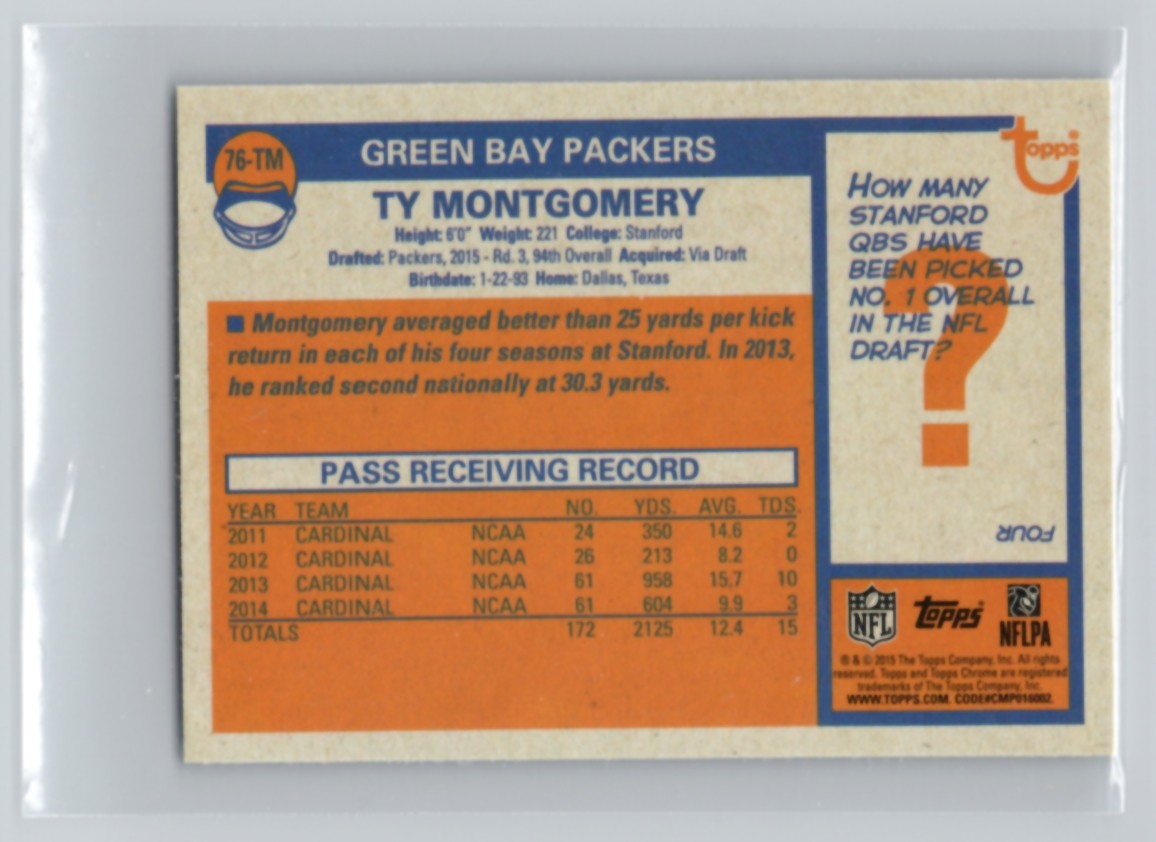 76-TM
GREEN BAY PACKERS
TY MONTGOMERY
Height: 6'0" Weight: 221 College: Stanford
Drafted: Packers, 2015 - Rd. 3, 94th Overall Acquired: Via Draft
Birthdate: 1-22-93 Home: Dallas, Texas
■ Montgomery averaged better than 25 yards per kick
return in each of his four seasons at Stanford. In 2013,
he ranked second nationally at 30.3 yards.
PASS RECEIVING RECORD
YEAR TEAM NO. YDS. AVG. TDS.
2011 CARDINAL NCAA 24 350 14.6 2
2012 CARDINAL NCAA 26 213 8.2 0
2013 CARDINAL NCAA 61 958 15.7 10
2014 CARDINAL NCAA 61 604 9.9 3
TOTALS 172 2125 12.4 15
topps
HOW MANY
STANFORD
QBS HAVE
BEEN PICKED
NO. 1 OVERALL
IN THE NFL
DRAFT?
?
FOUR
NFL topps NFLPA
® & © 2015 The Topps Company, Inc. All rights
reserved. Topps and Topps Chrome are registered
trademarks of The Topps Company, Inc.
WWW.TOPPS.COM. CODE#CMP016002